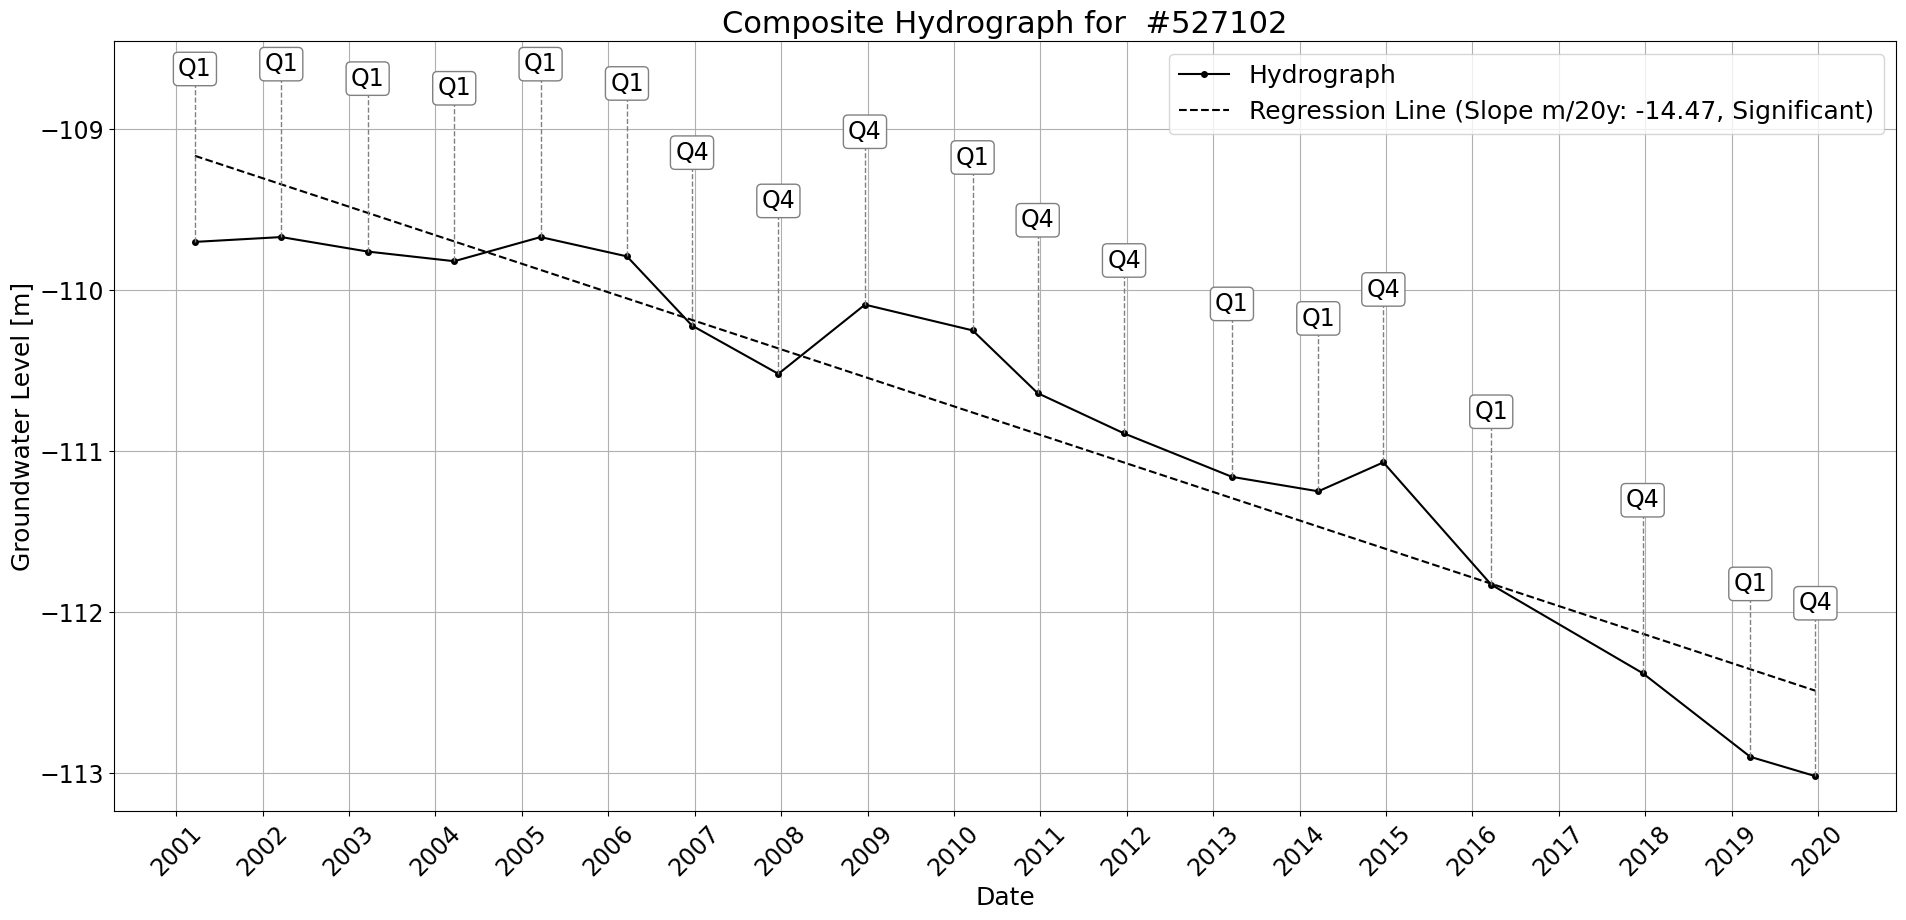 Composite Hydrograph for  #527102
Hydrograph
Regression Line (Slope m/20y: -14.47, Significant)
Q1
Q1
Q1
Q1
Q1
Q1
Q4
Q4
Q4
Q1
Q4
Q4
Q1
Q1
Q4
Q1
Q4
Q1
Q4
−109
−110
−111
−112
−113
Groundwater Level [m]
2001
2002
2003
2004
2005
2006
2007
2008
2009
2010
2011
2012
2013
2014
2015
2016
2017
2018
2019
2020
Date